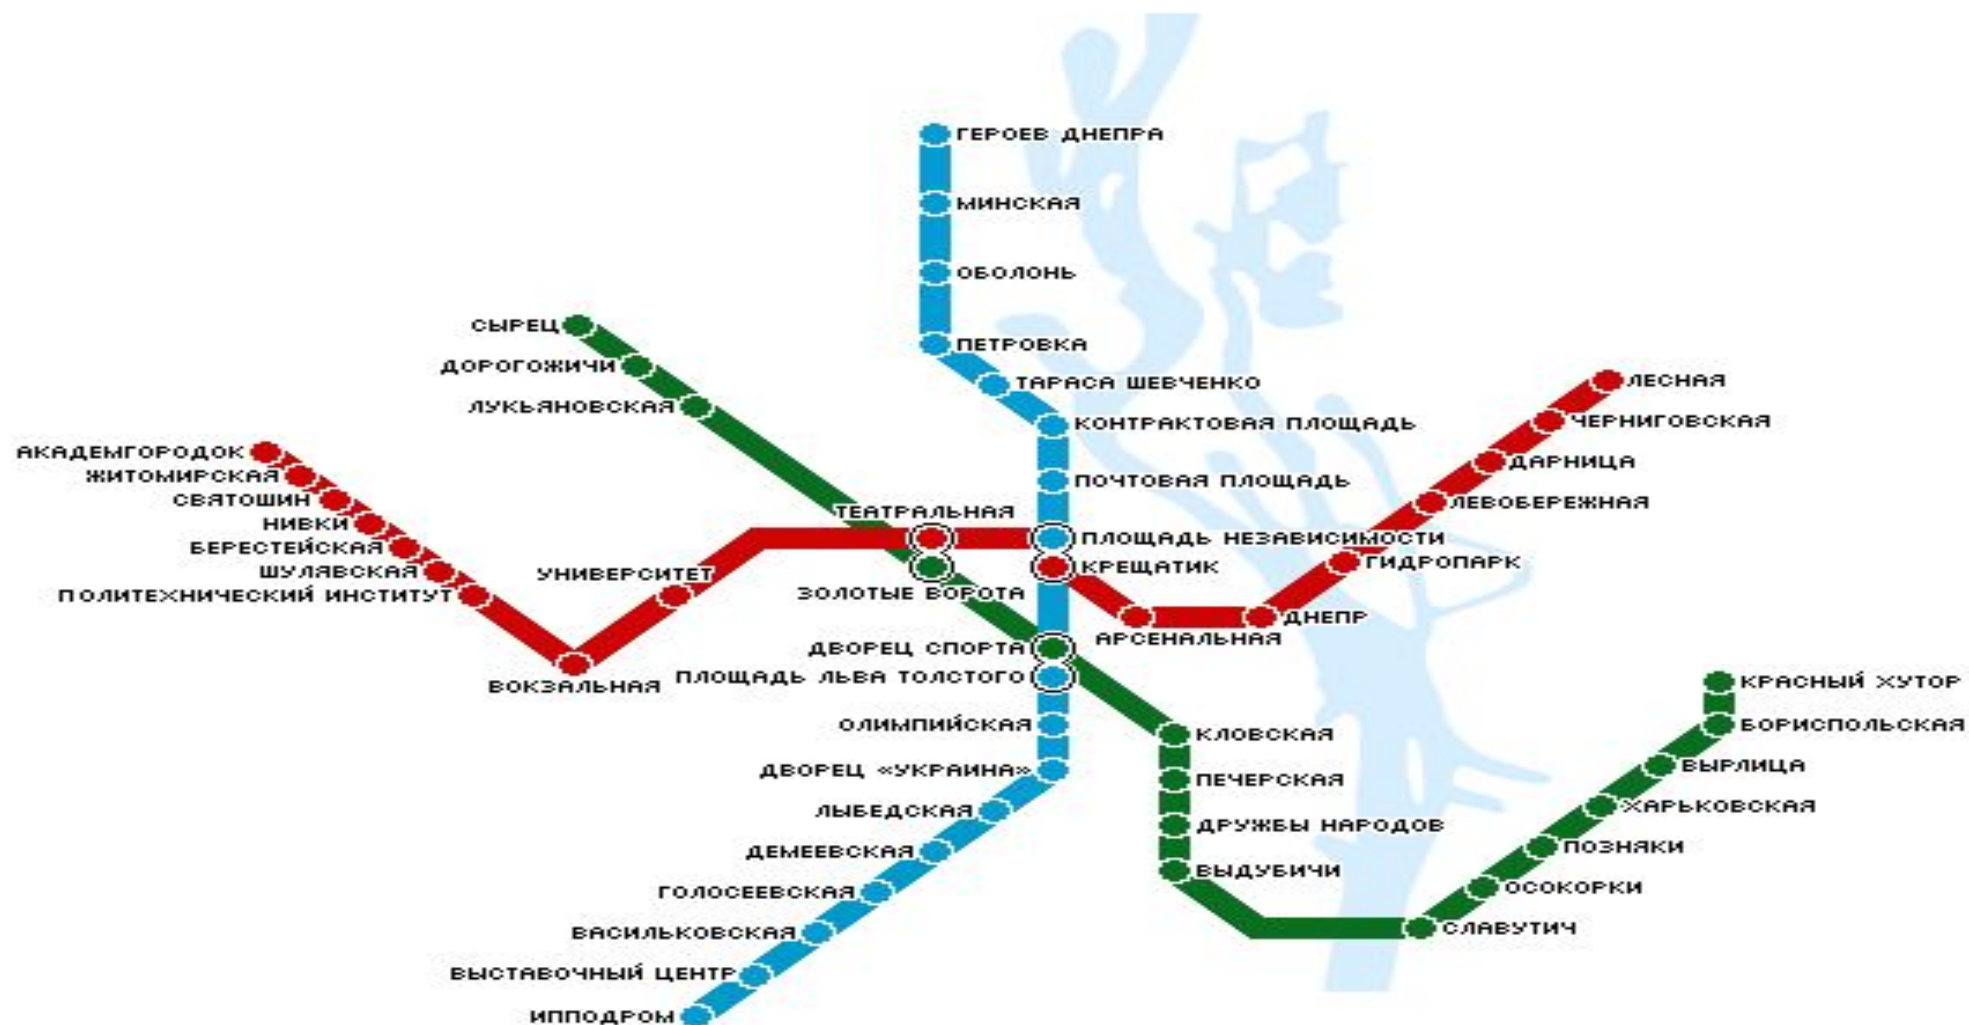 ГЕРОЕВ ДНЕПРА
МИНСКАЯ
ОБОЛОНЬ
СЫРЕЦ
ПЕТРОВКА
ДОРОГОЖИЧИ
ТАРАСА ШЕВЧЕНКО
ЛЕСНАЯ
ЛУКЬЯНОВСКАЯ
КОНТРАКТОВАЯ ПЛОЩАДЬ
ЧЕРНИГОВСКАЯ
АКАДЕМГОРОДОК
ДАРНИЦА
ЖИТОМИРСКАЯ
ПОЧТОВАЯ ПЛОЩАДЬ
СВЯТОШИН
ЛЕВОБЕРЕЖНАЯ
ТЕАТРАЛЬНАЯ
НИВКИ
ПЛОЩАДЬ НЕЗАВИСИМОСТИ
БЕРЕСТЕЙСКАЯ
ГИДРОПАРК
КРЕЩАТИК
ШУЛЯВСКАЯ
УНИВЕРСИТЕТ
ЗОЛОТЫЕ ВОРОТА
ПОЛИТЕХНИЧЕСКИЙ ИНСТИТУТ
ДНЕПР
АРСЕНАЛЬНАЯ
ДВОРЕЦ СПОРТА
ПЛОЩАДЬ ЛЬВА ТОЛСТОГО
ВОКЗАЛЬНАЯ
КРАСНЫЙ ХУТОР
ОЛИМПИЙСКАЯ
БОРИСПОЛЬСКАЯ
КЛОВСКАЯ
ВЫРЛИЦА
ДВОРЕЦ «УКРАИНА»
ПЕЧЕРСКАЯ
ХАРЬКОВСКАЯ
ЛЫБЕДСКАЯ
ДРУЖБЫ НАРОДОВ
ПОЗНЯКИ
ДЕМЕЕВСКАЯ
ВЫДУБИЧИ
ОСОКОРКИ
ГОЛОСЕЕВСКАЯ
СЛАВУТИЧ
ВАСИЛЬКОВСКАЯ
ВЫСТАВОЧНЫЙ ЦЕНТР
ИППОДРОМ